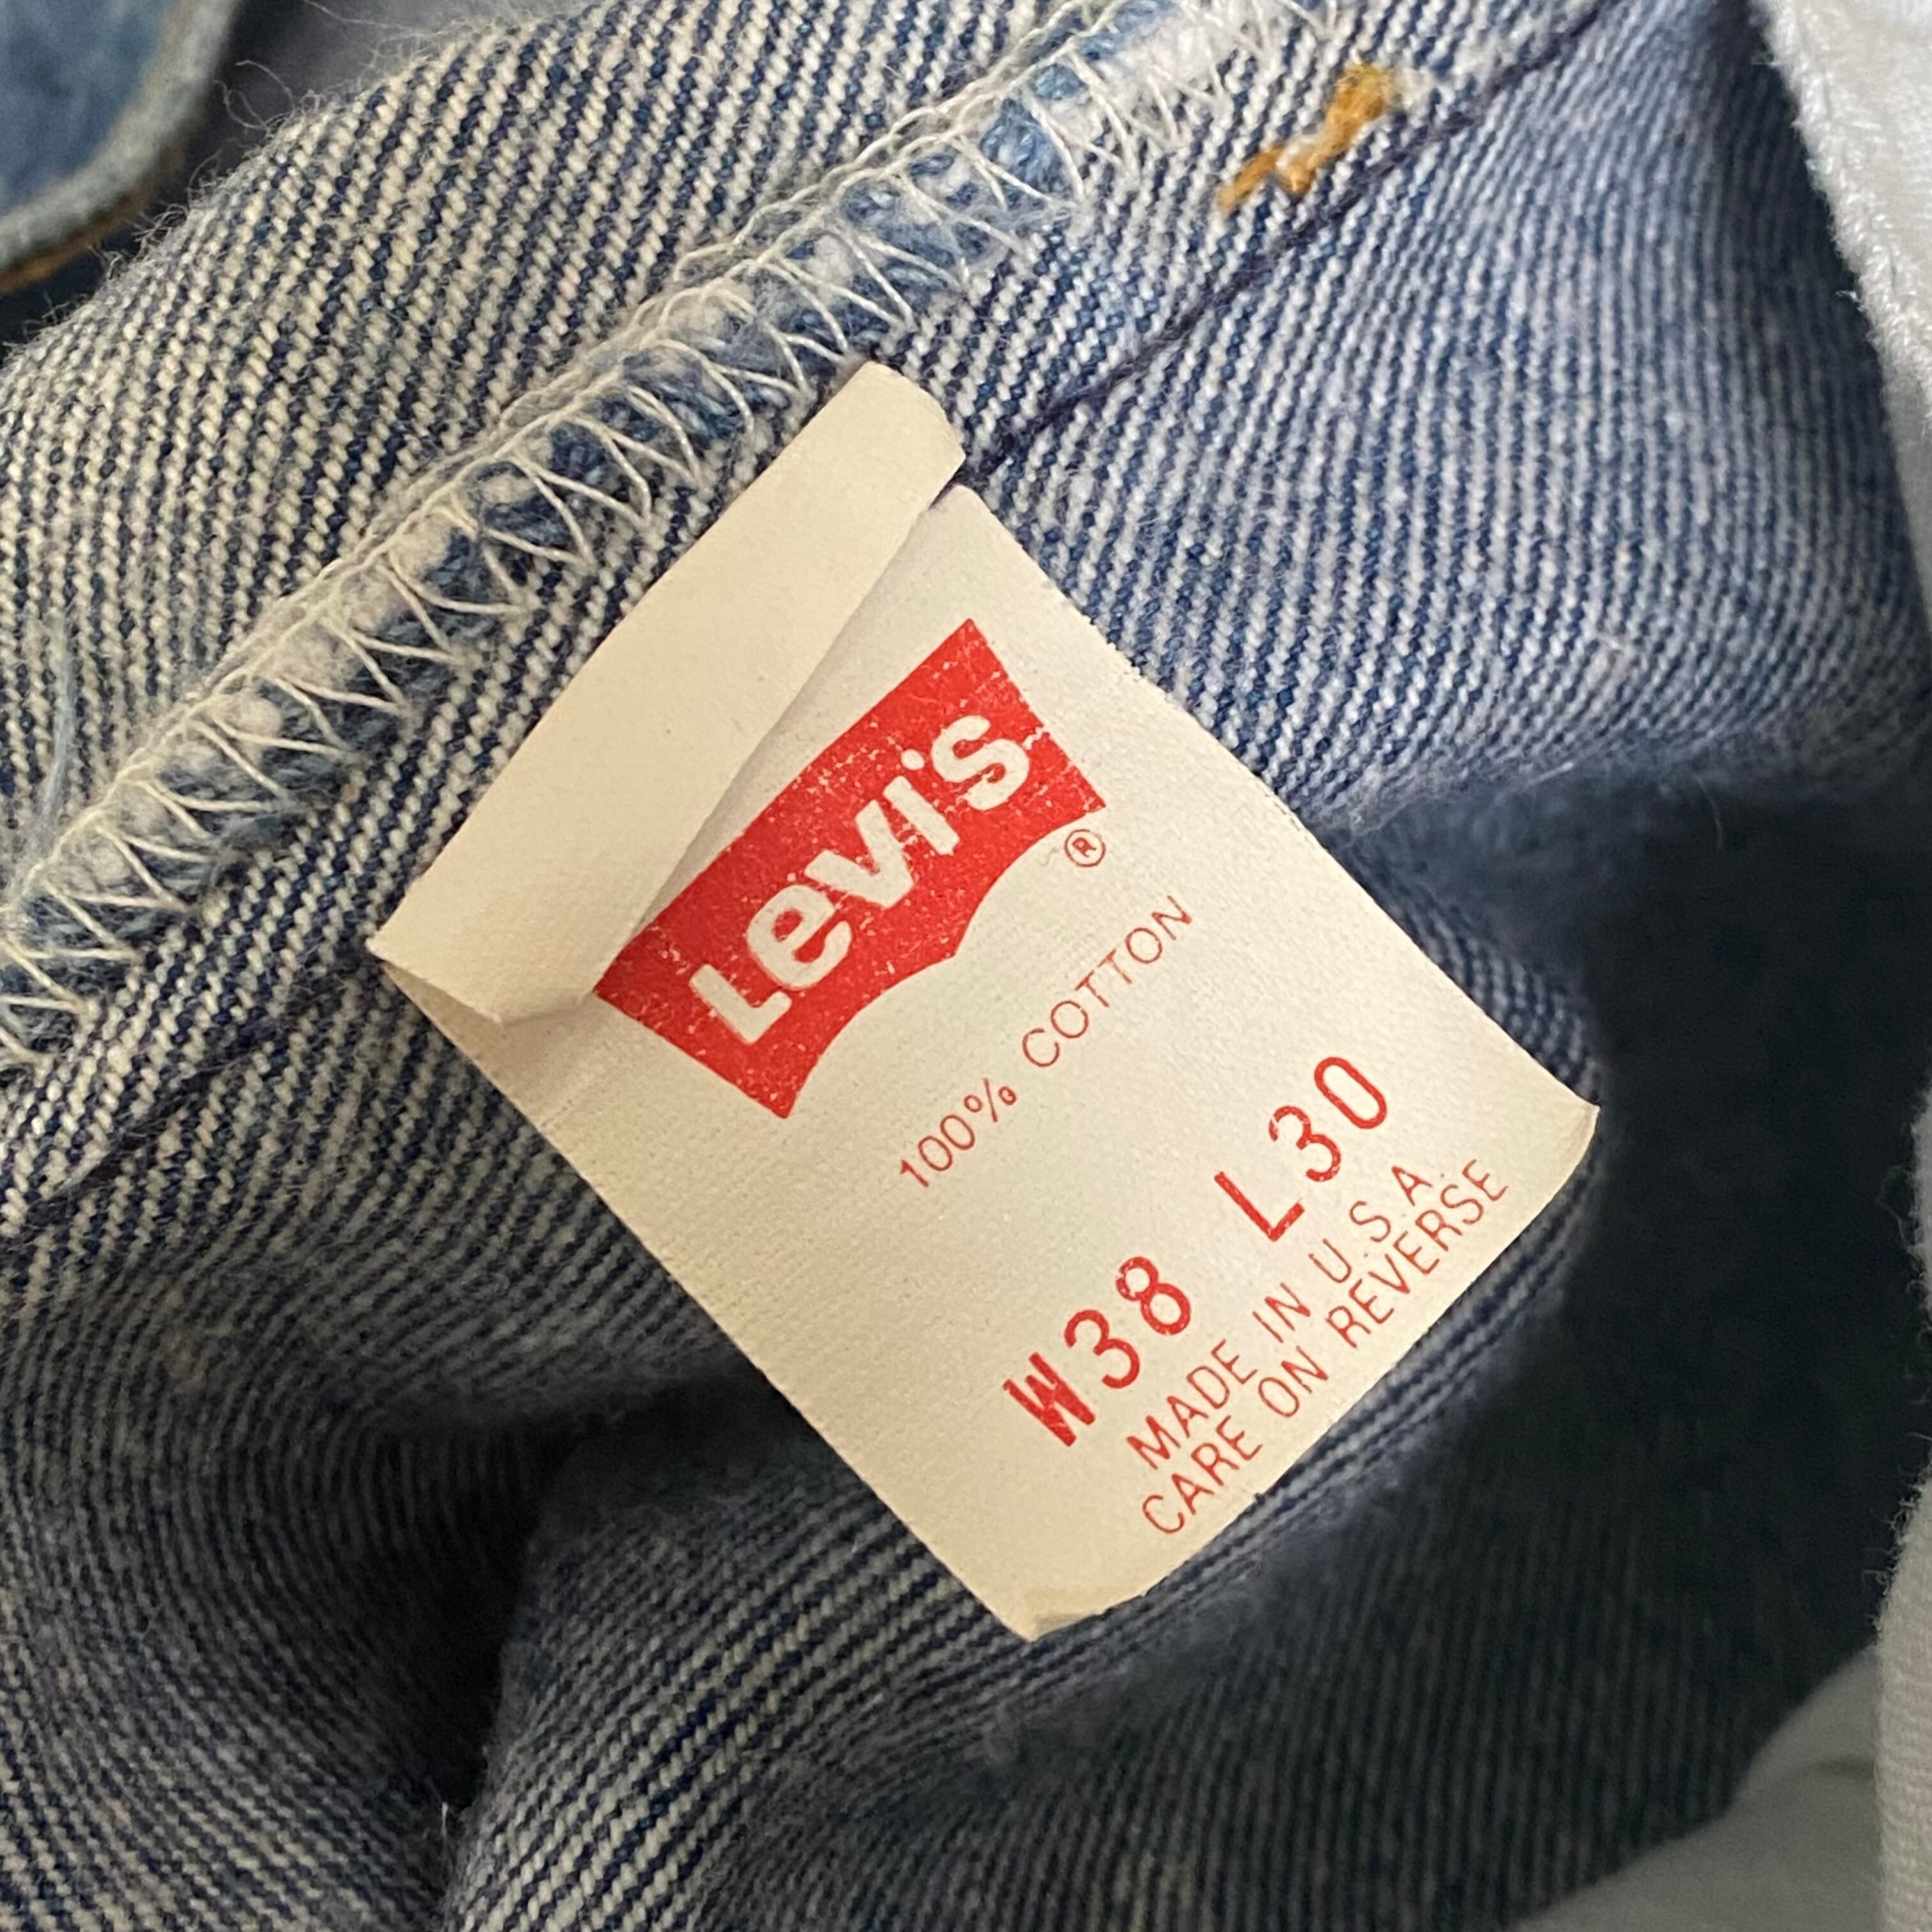 Levi's®
100% COTTON
W38 L30
MADE IN U.S.A.
CARE ON REVERSE